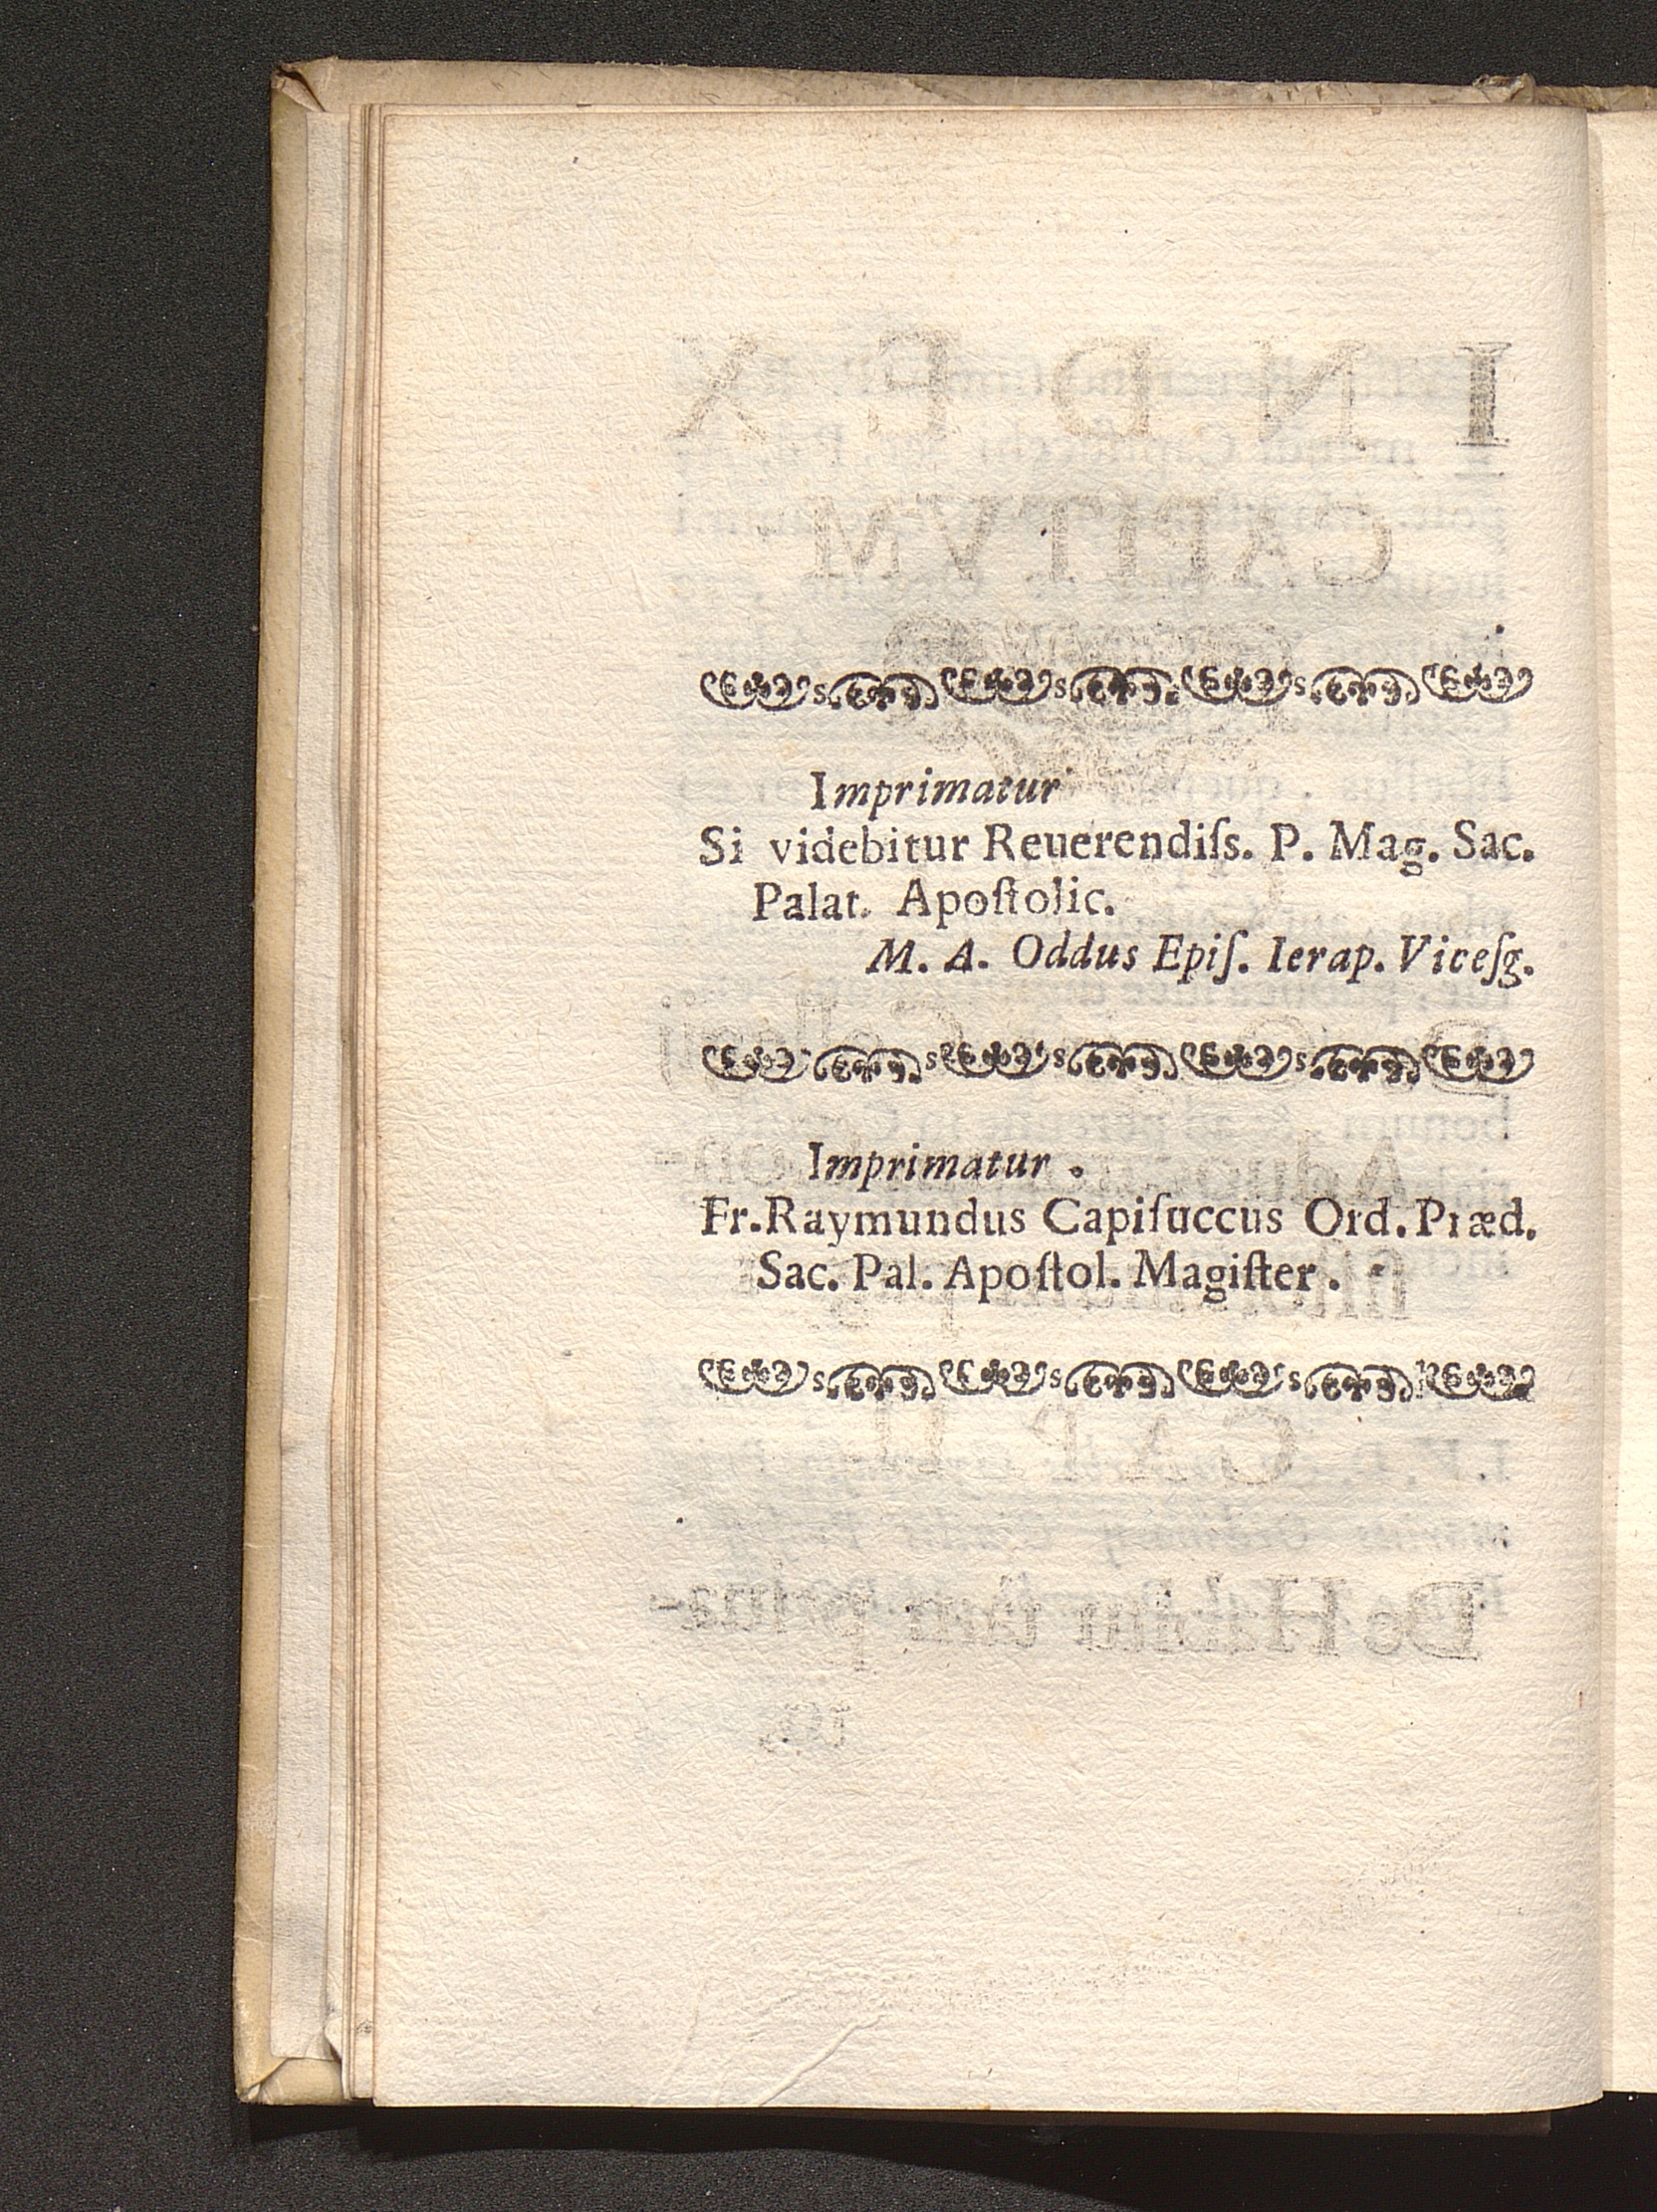 Imprimatur
Si videbitur Reuerendiſs. P. Mag. Sac.
Palat. Apoſtolic.
M. A. Oddus Epiſ. Ierap. Viceſg.
Imprimatur .
Fr. Raymundus Capiſuccus Ord. Præd.
Sac. Pal. Apoſtol. Magiſter .